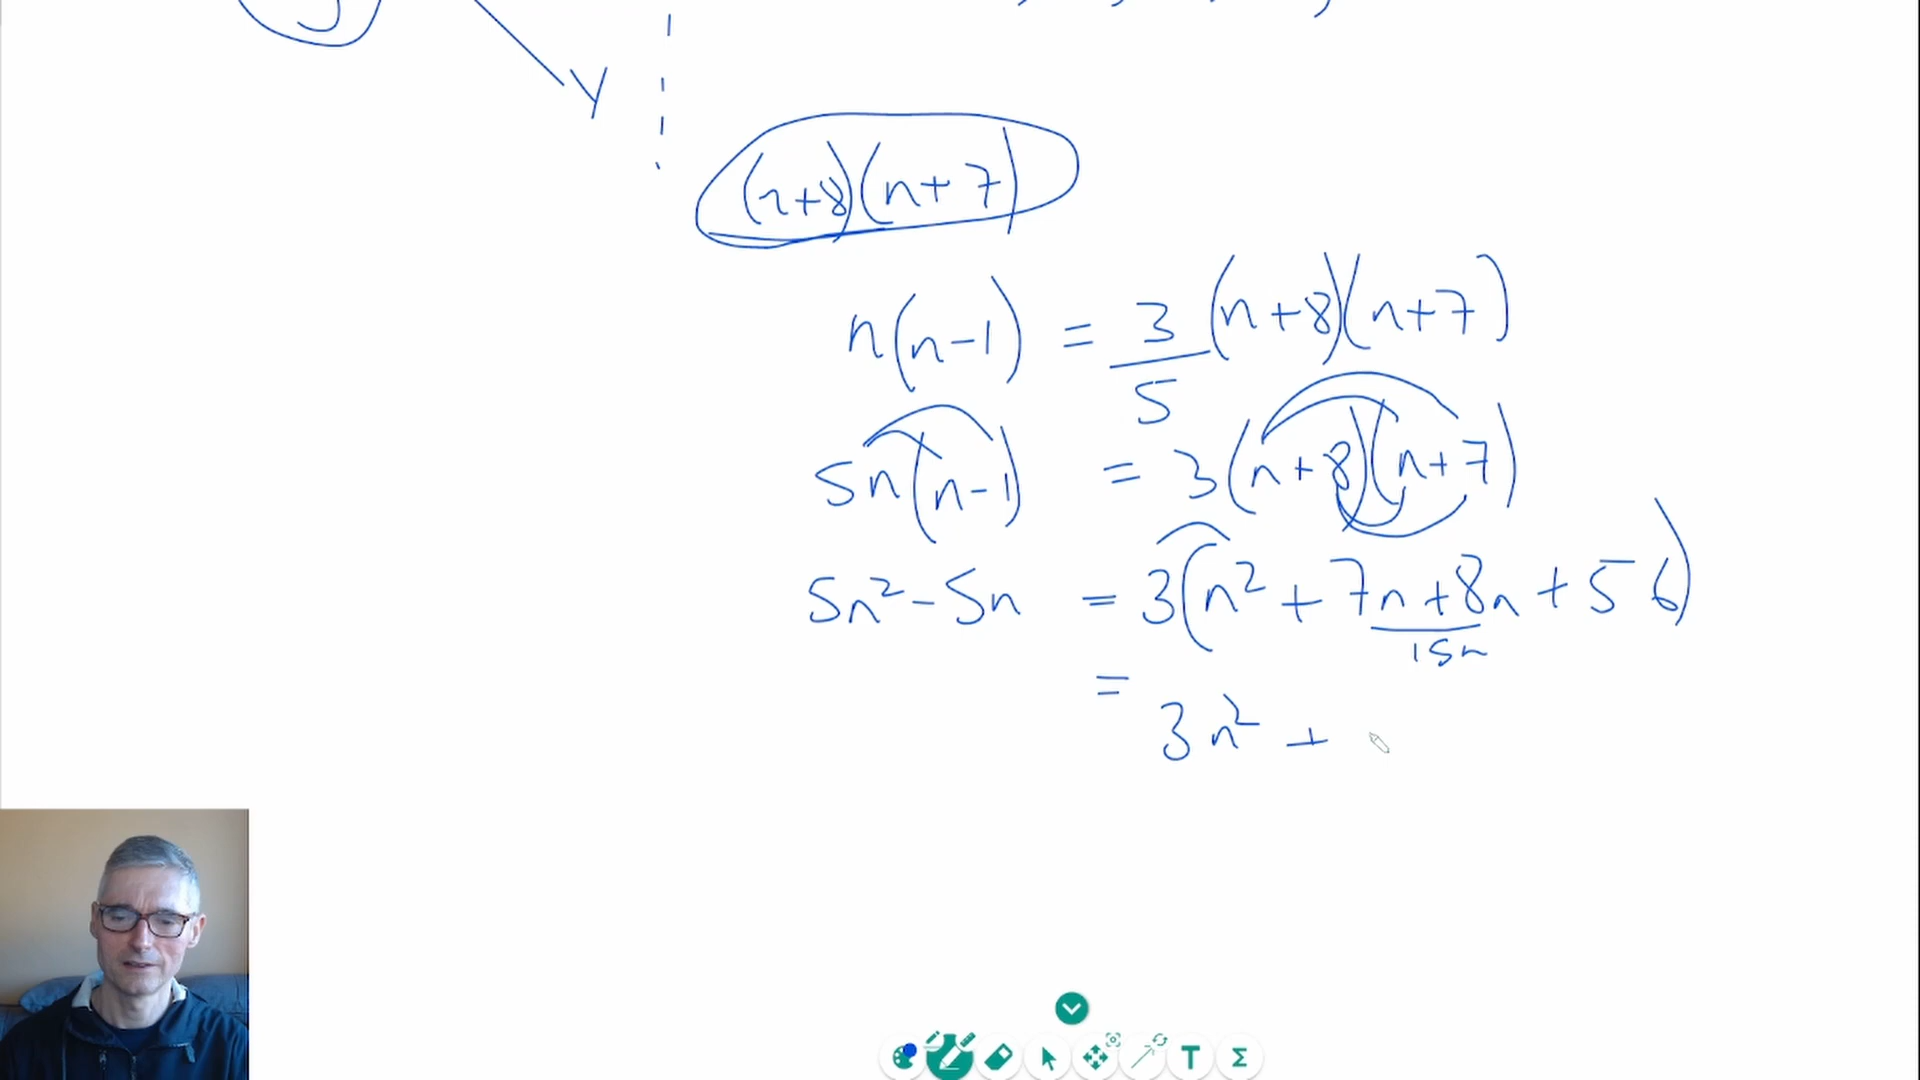 Y
(n+8)(n+7)
n(n-1) = 3/5 (n+8)(n+7)
5n(n-1) = 3(n+8)(n+7)
5n² - 5n = 3(n² + 7n + 8n + 56)
15n
= 3n² +
T Σ